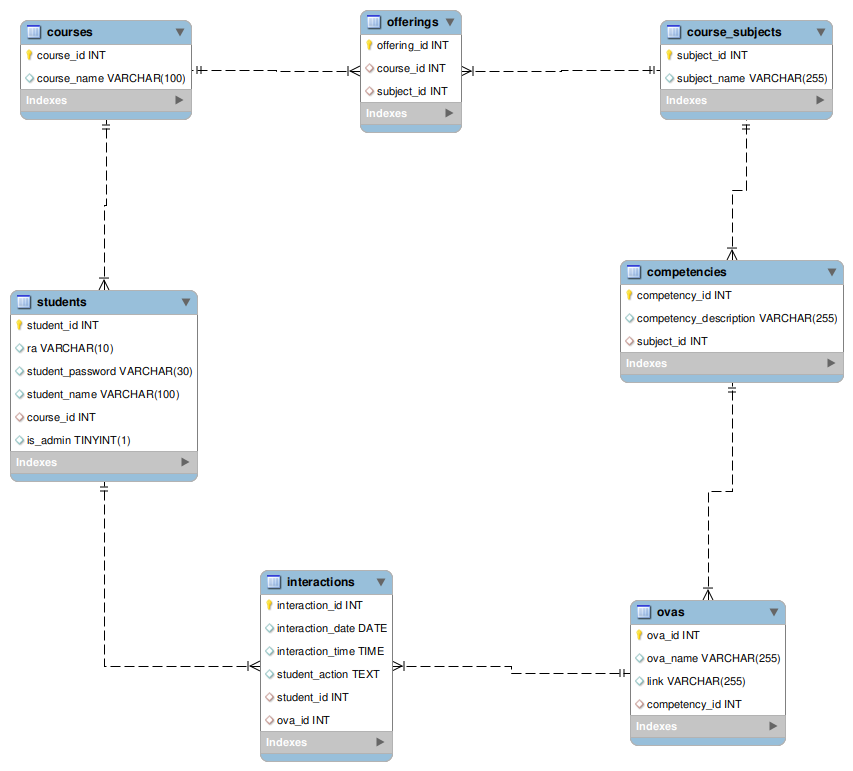 courses
course_id INT
course_name VARCHAR(100)
Indexes
offerings
offering_id INT
course_id INT
subject_id INT
Indexes
course_subjects
subject_id INT
subject_name VARCHAR(255)
Indexes
competencies
competency_id INT
competency_description VARCHAR(255)
subject_id INT
Indexes
students
student_id INT
ra VARCHAR(10)
student_password VARCHAR(30)
student_name VARCHAR(100)
course_id INT
is_admin TINYINT(1)
Indexes
interactions
interaction_id INT
interaction_date DATE
interaction_time TIME
student_action TEXT
student_id INT
ova_id INT
Indexes
ovas
ova_id INT
ova_name VARCHAR(255)
link VARCHAR(255)
competency_id INT
Indexes